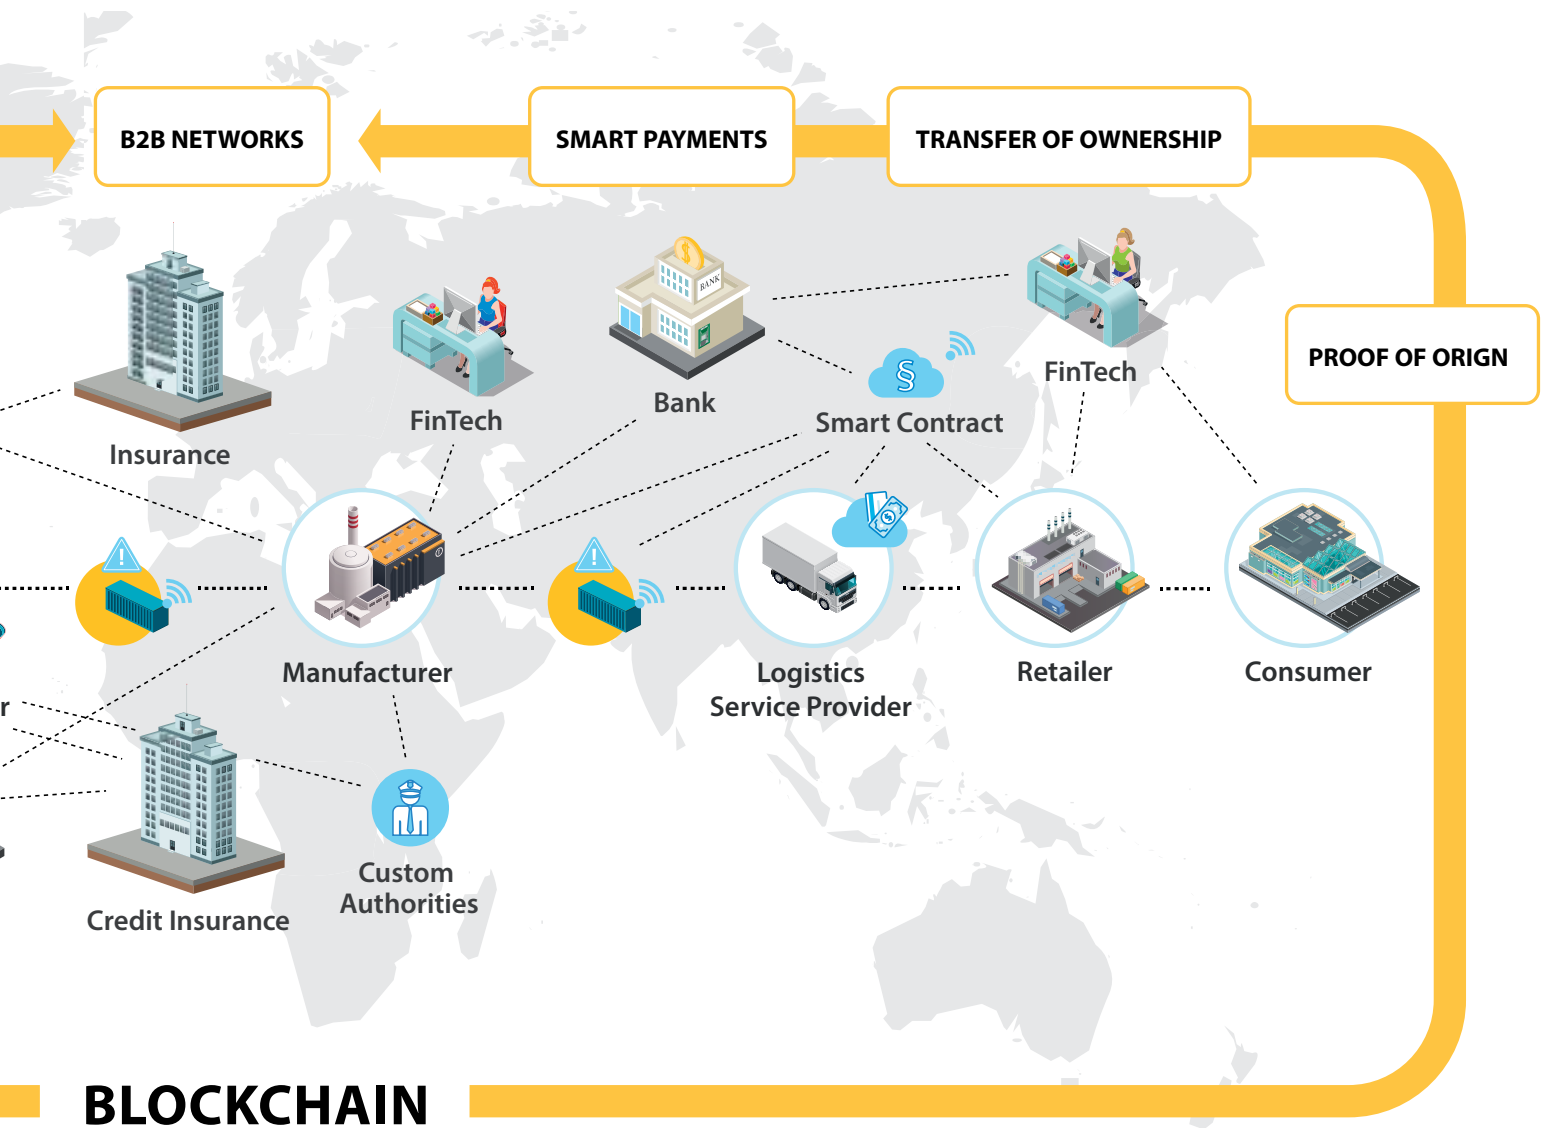 B2B NETWORKS
SMART PAYMENTS
TRANSFER OF OWNERSHIP
PROOF OF ORIGN
BANK
Insurance
FinTech
Bank
§
Smart Contract
FinTech
Manufacturer
Logistics
Service Provider
Retailer
Consumer
r
Credit Insurance
Custom
Authorities
BLOCKCHAIN